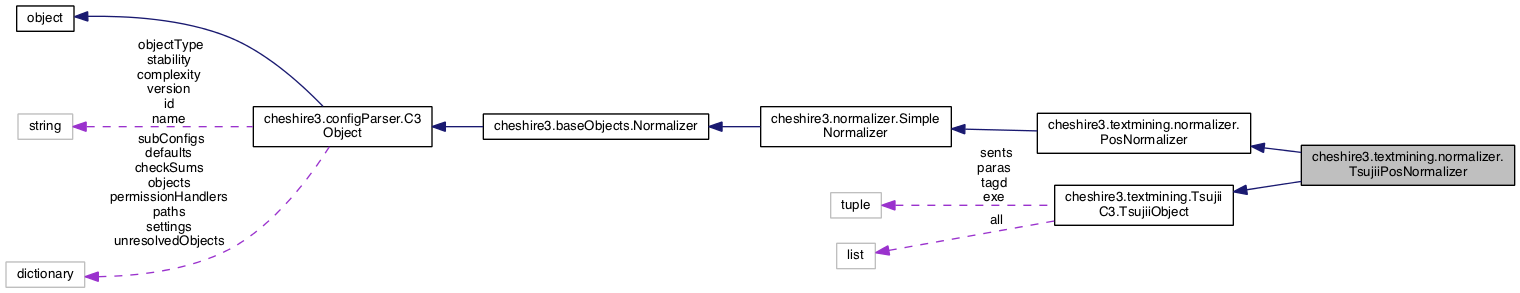 object
objectType
stability
complexity
version
id
name
string
subConfigs
defaults
checkSums
objects
permissionHandlers
paths
settings
unresolvedObjects
dictionary
cheshire3.configParser.C3
Object
cheshire3.baseObjects.Normalizer
cheshire3.normalizer.Simple
Normalizer
cheshire3.textmining.normalizer.
PosNormalizer
sents
paras
tagd
exe
tuple
all
list
cheshire3.textmining.Tsujii
C3.TsujiiObject
cheshire3.textmining.normalizer.
TsujiiPosNormalizer